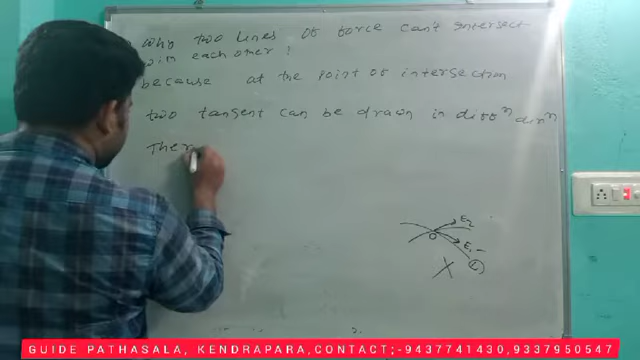 Why two lines of force can't intersect
with each other?
because at the point of intersection
two tangent can be drawn in diffⁿ dirⁿ
Ther
E₂
E₁
GUIDE PATHASALA, KENDRAPARA,CONTACT;-9437741430,9337950547